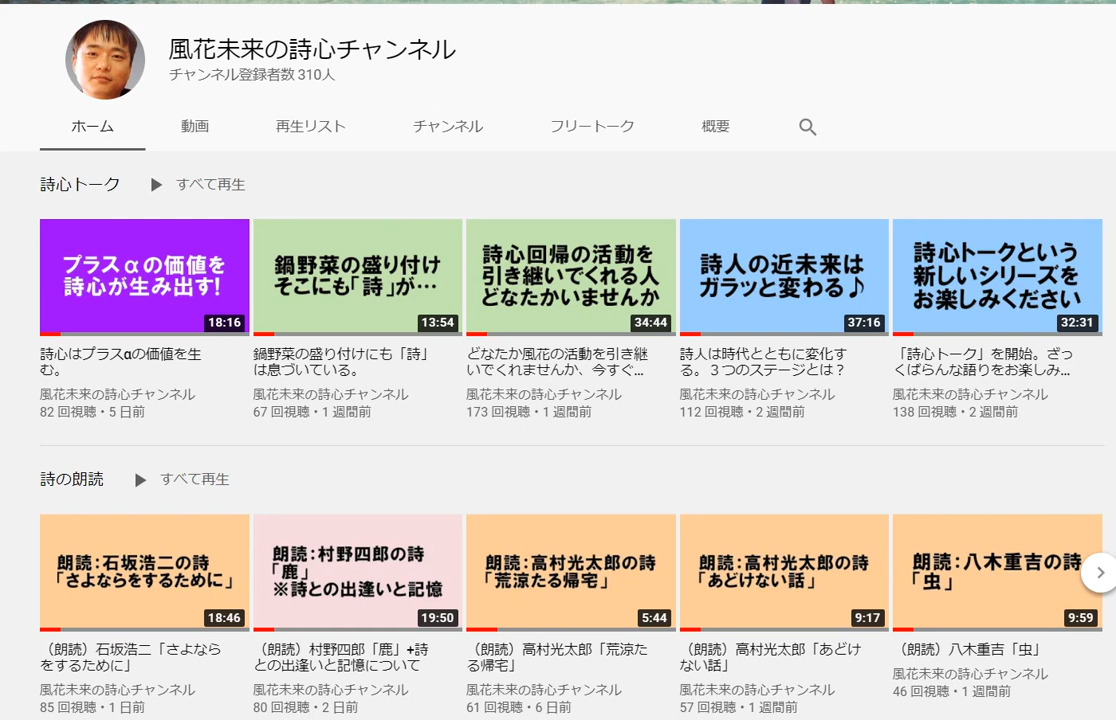 風花未来の詩心チャンネル
チャンネル登録者数 310人
ホーム 動画 再生リスト チャンネル フリートーク 概要
詩心トーク すべて再生
プラスαの価値を
詩心が生み出す!
18:16
鍋野菜の盛り付け
そこにも「詩」が…
13:54
詩心回帰の活動を
引き継いでくれる人
どなたかいませんか
34:44
詩人の近未来は
ガラッと変わる♪
37:16
詩心トークという
新しいシリーズを
お楽しみください
32:31
詩心はプラスαの価値を生
む。
風花未来の詩心チャンネル
82 回視聴・5 日前
鍋野菜の盛り付けにも「詩」
は息づいている。
風花未来の詩心チャンネル
67 回視聴・1 週間前
どなたか風花の活動を引き継
いでくれませんか、今すぐ...
風花未来の詩心チャンネル
173 回視聴・1 週間前
詩人は時代とともに変化す
る。３つのステージとは？
風花未来の詩心チャンネル
112 回視聴・2 週間前
「詩心トーク」を開始。ざっ
くばらんな語りをお楽しみ...
風花未来の詩心チャンネル
138 回視聴・2 週間前
詩の朗読 すべて再生
朗読：石坂浩二の詩
「さよならをするために」
18:46
朗読：村野四郎の詩
「鹿」
※詩との出逢いと記憶
19:50
朗読：高村光太郎の詩
「荒涼たる帰宅」
5:44
朗読：高村光太郎の詩
「あどけない話」
9:17
朗読：八木重吉の詩
「虫」
9:59
（朗読）石坂浩二「さよなら
をするために」
風花未来の詩心チャンネル
85 回視聴・1 日前
（朗読）村野四郎「鹿」+詩
との出逢いと記憶について
風花未来の詩心チャンネル
80 回視聴・2 日前
（朗読）高村光太郎「荒涼た
る帰宅」
風花未来の詩心チャンネル
61 回視聴・6 日前
（朗読）高村光太郎「あどけ
ない話」
風花未来の詩心チャンネル
57 回視聴・1 週間前
（朗読）八木重吉「虫」
風花未来の詩心チャンネル
46 回視聴・1 週間前